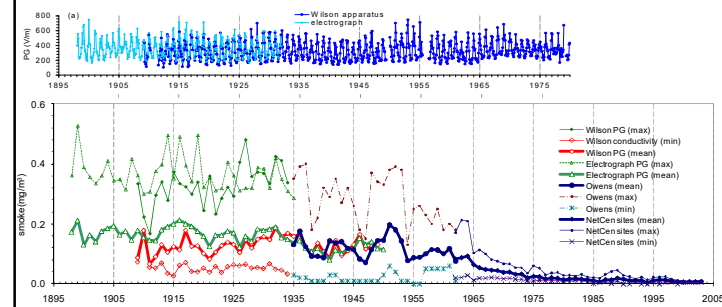 (a)
Wilson apparatus
electrograph
PG (V/m)
800
600
400
200
0
1895 1905 1915 1925 1935 1945 1955 1965 1975
smoke(mg/m³)
0.6
0.4
0.2
0.0
Wilson PG (max)
Wilson conductivity (min)
Wilson PG (mean)
Electrograph PG (max)
Electrograph PG (mean)
Owens (mean)
Owens (max)
Owens (min)
NetCen sites (mean)
NetCen sites (max)
NetCen sites (min)
1895 1905 1915 1925 1935 1945 1955 1965 1975 1985 1995